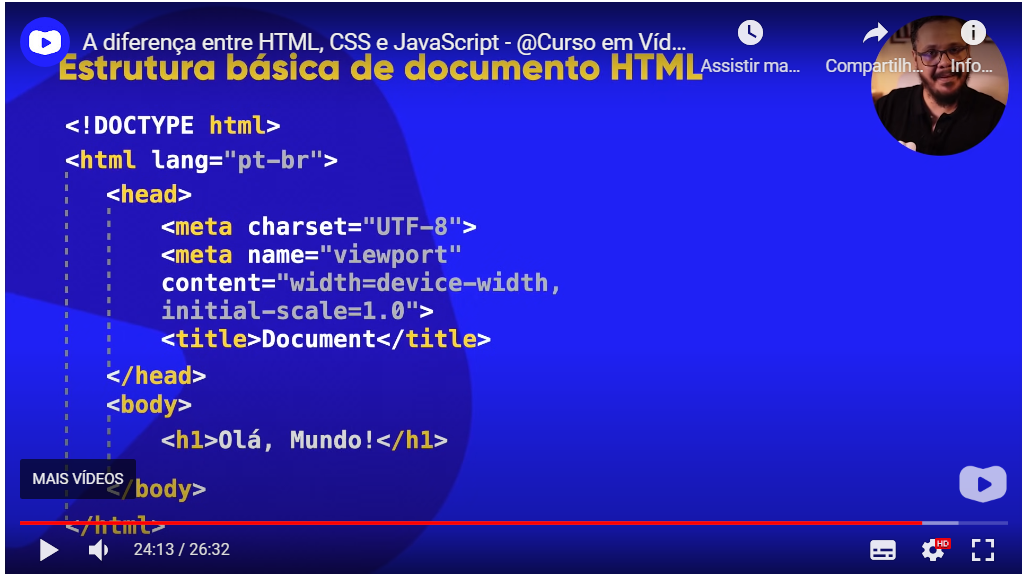 A diferença entre HTML, CSS e JavaScript - @Curso em Víd...
Estrutura básica de documento HTML
Assistir ma...
Compartilh...
Info...
<!DOCTYPE html>
<html lang="pt-br">
<head>
<meta charset="UTF-8">
<meta name="viewport"
content="width=device-width,
initial-scale=1.0">
<title>Document</title>
</head>
<body>
<h1>Olá, Mundo!</h1>
MAIS VÍDEOS
</body>
</html>
24:13 / 26:32
HD